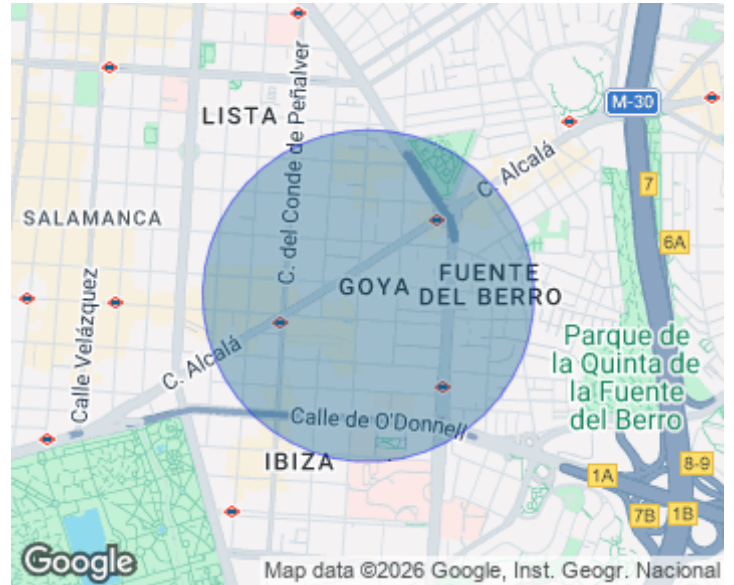 C. del Conde de Peñalver
M-30
LISTA
C. Alcalá
7
SALAMANCA
6A
GOYA
FUENTE
DEL BERRO
Calle Velázquez
C. Alcalá
Parque de
la Quinta de
la Fuente
del Berro
Calle de O'Donnell
IBIZA
8-9
1A
7B
1B
Google
Map data ©2026 Google, Inst. Geogr. Nacional